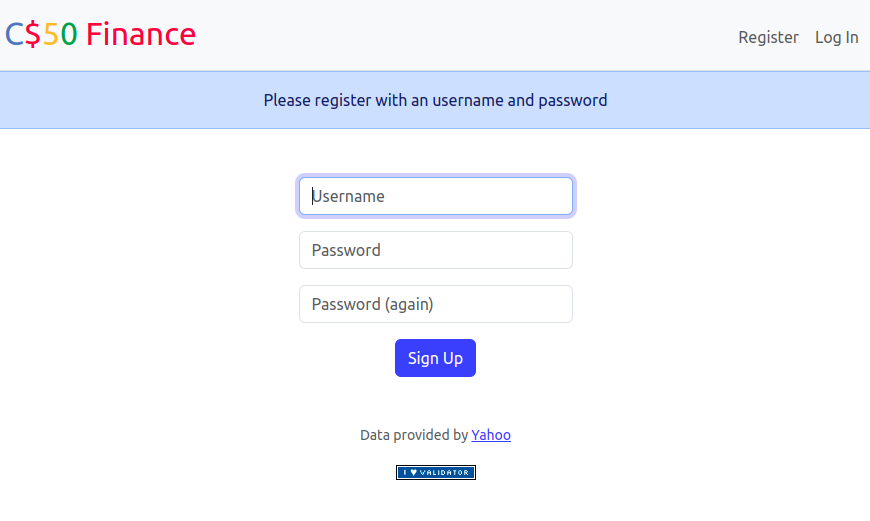 C$50 Finance
Register Log In
Please register with an username and password
Username
Password
Password (again)
Sign Up
Data provided by Yahoo
I ♥ VALIDATOR